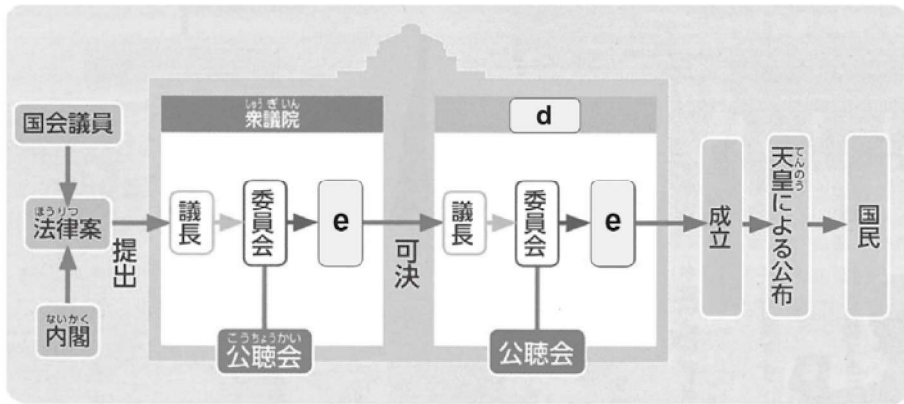 国会議員
ほうりつ
法律案
ないかく
内閣
提出
しゅうぎいん
衆議院
議長
委員会
e
こうちょうかい
公聴会
可決
d
議長
委員会
e
公聴会
成立
てんのう
天皇による公布
国民